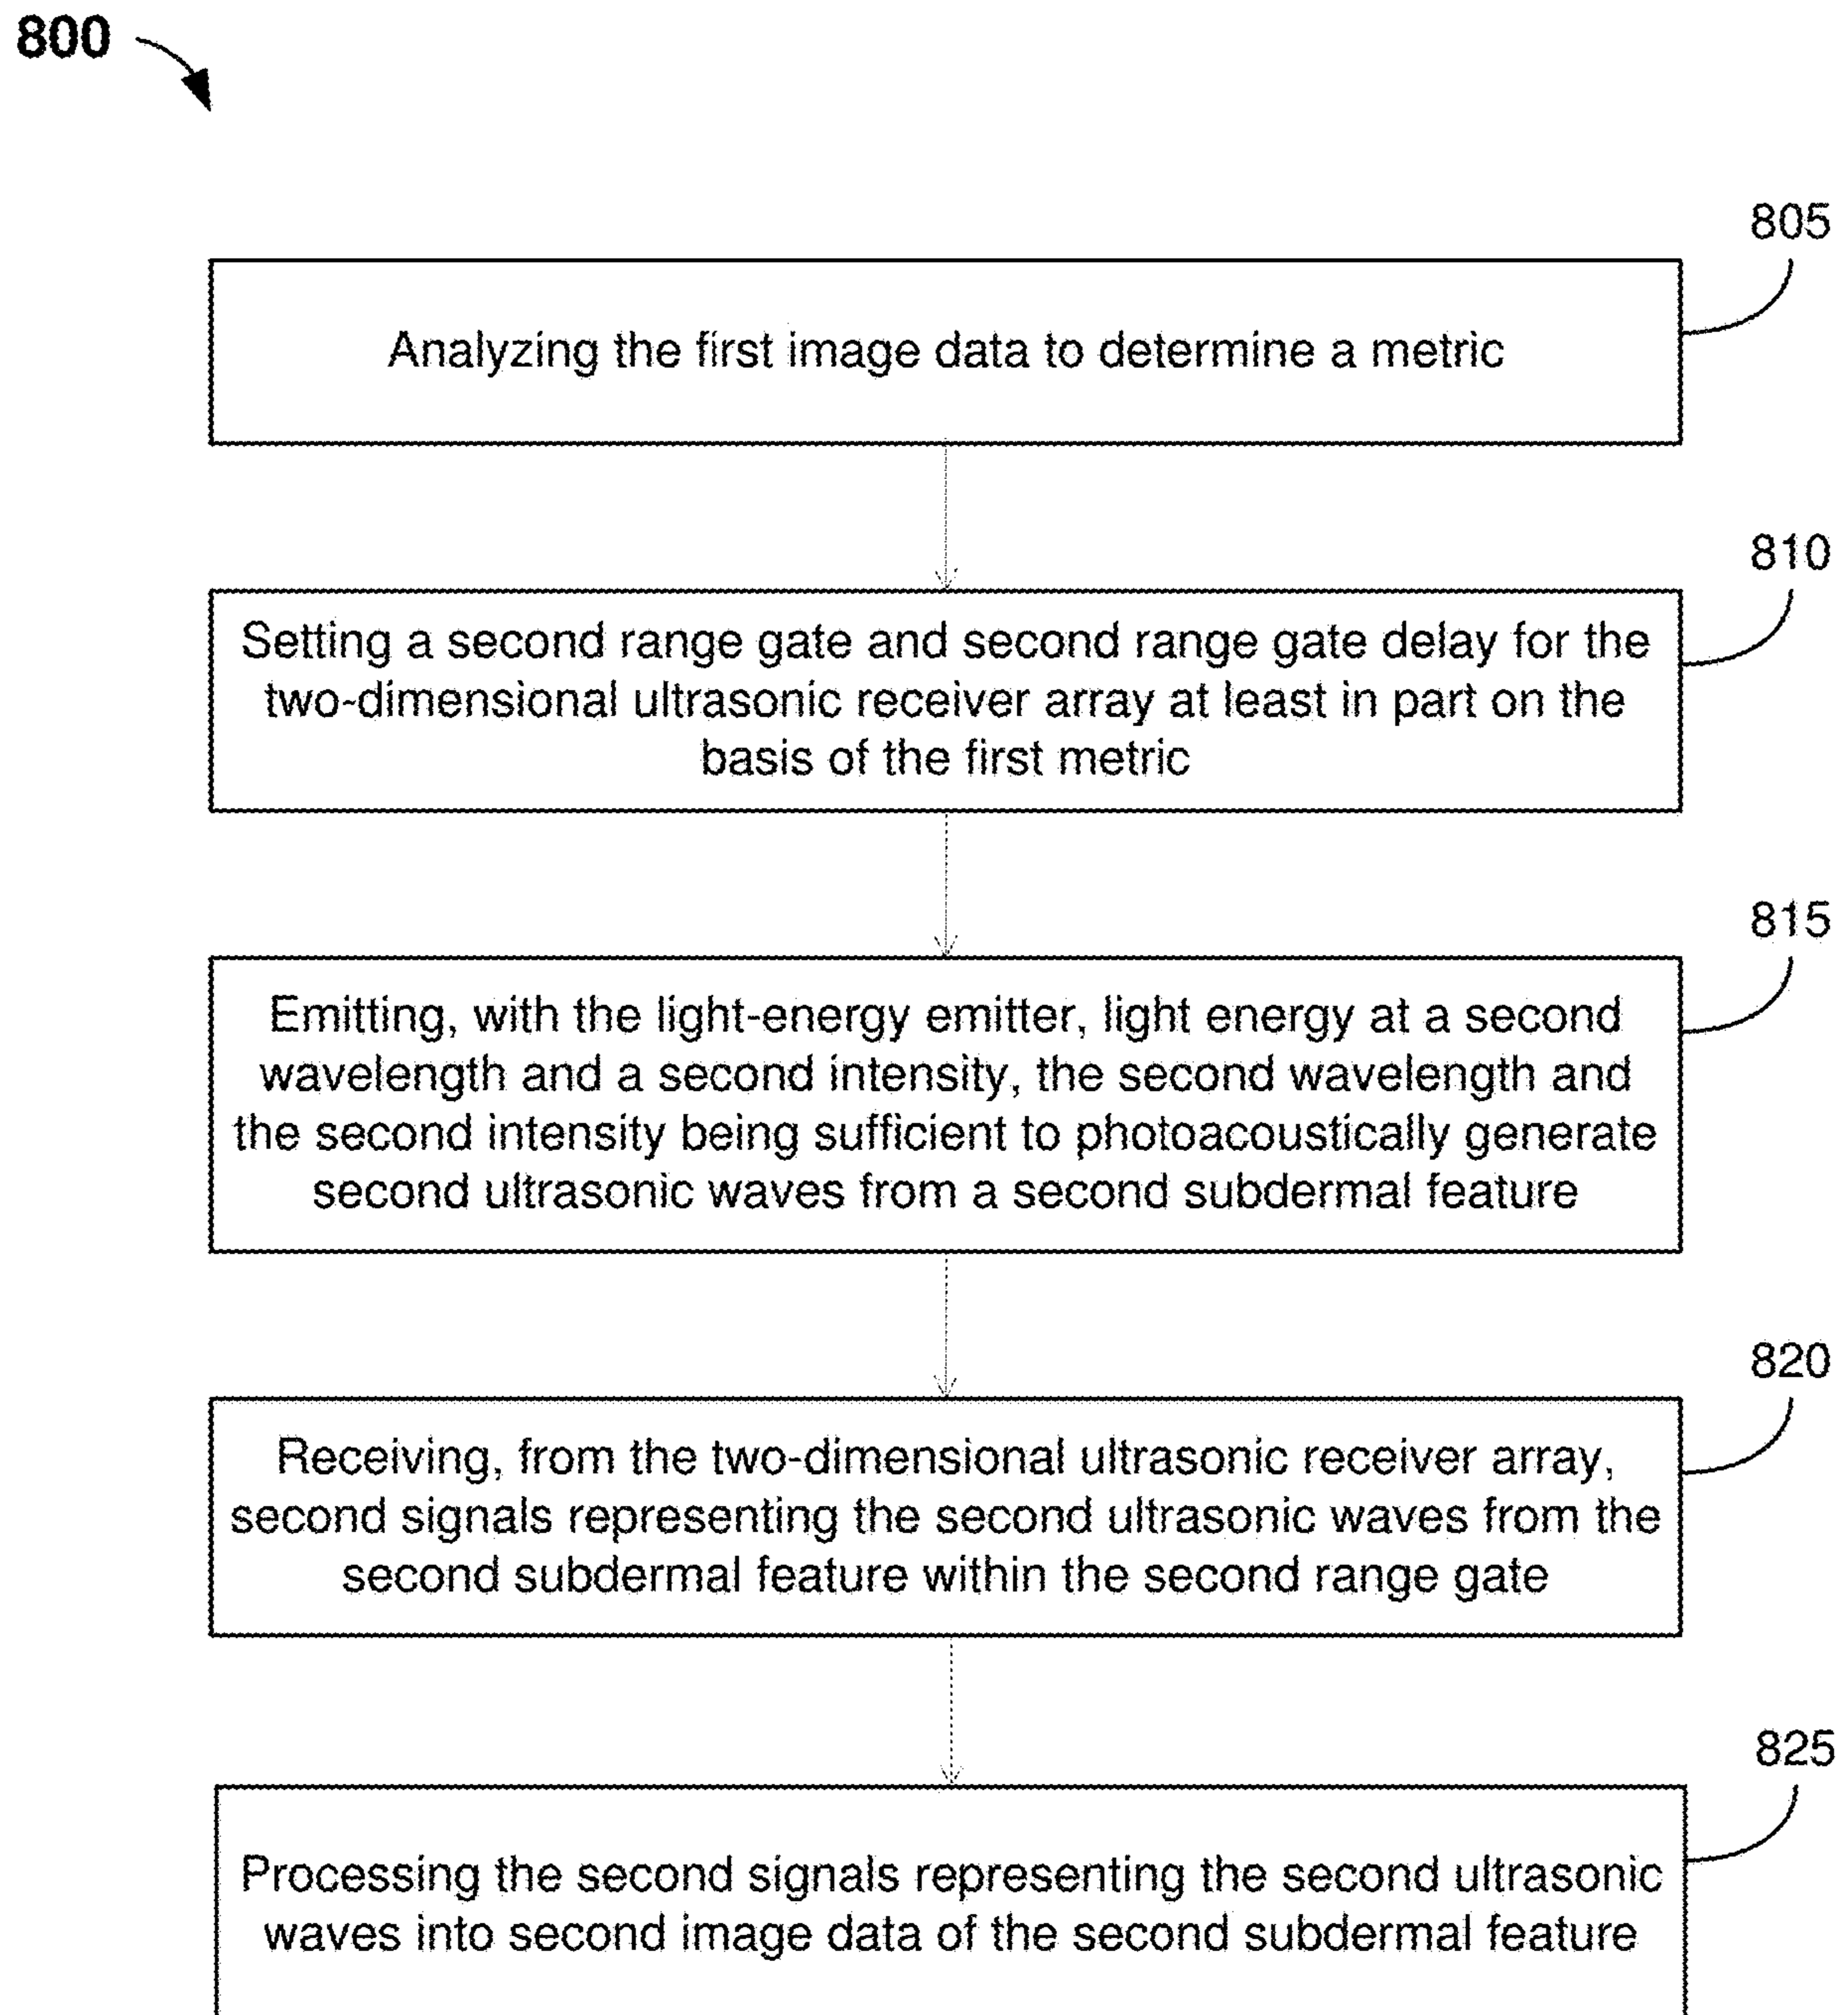 800
805
Analyzing the first image data to determine a metric
810
Setting a second range gate and second range gate delay for the
two-dimensional ultrasonic receiver array at least in part on the
basis of the first metric
815
Emitting, with the light-energy emitter, light energy at a second
wavelength and a second intensity, the second wavelength and
the second intensity being sufficient to photoacoustically generate
second ultrasonic waves from a second subdermal feature
820
Receiving, from the two-dimensional ultrasonic receiver array,
second signals representing the second ultrasonic waves from the
second subdermal feature within the second range gate
825
Processing the second signals representing the second ultrasonic
waves into second image data of the second subdermal feature